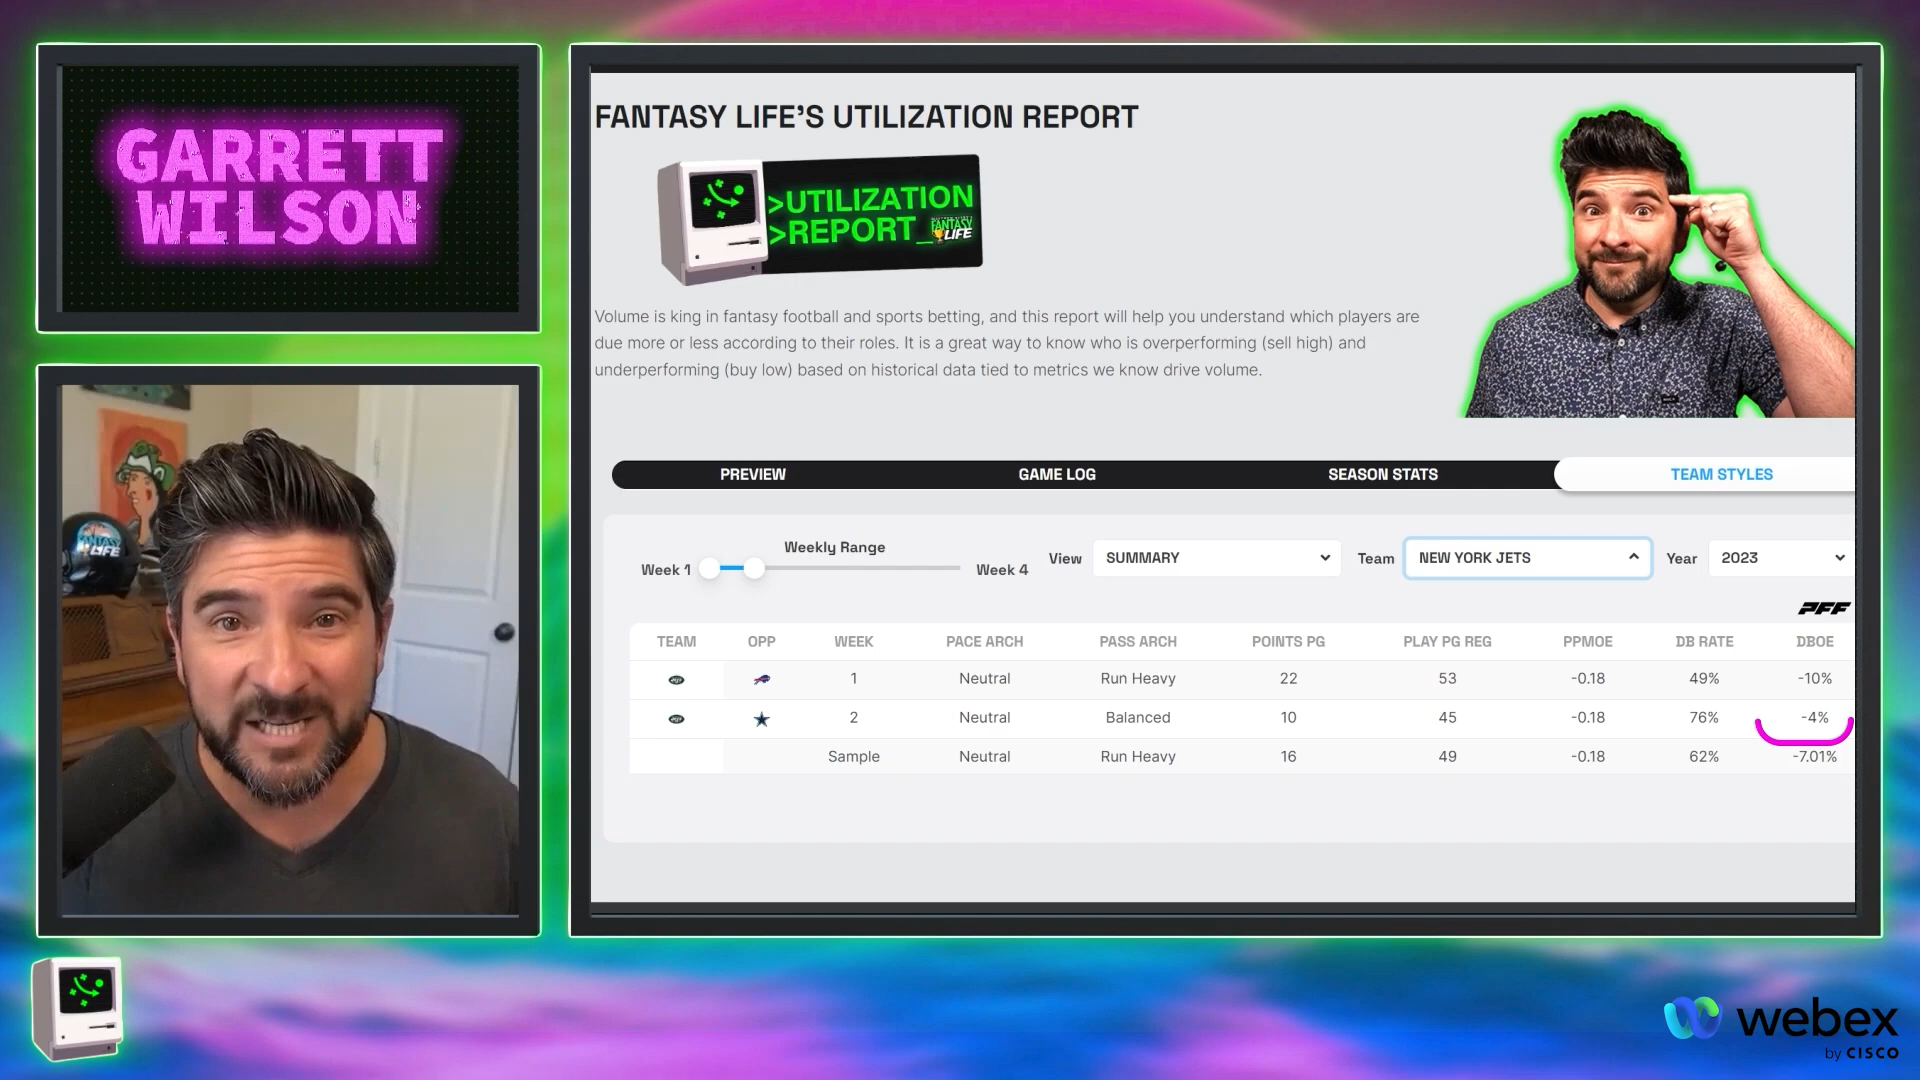 GARRETT
WILSON
FANTASY LIFE'S UTILIZATION REPORT
>UTILIZATION
>REPORT_
FANTASY
LIFE
Volume is king in fantasy football and sports betting, and this report will help you understand which players are
due more or less according to their roles. It is a great way to know who is overperforming (sell high) and
underperforming (buy low) based on historical data tied to metrics we know drive volume.
FANTASY
LIFE
PREVIEW GAME LOG SEASON STATS TEAM STYLES
Weekly Range
Week 1 Week 4 View SUMMARY Team NEW YORK JETS Year 2023
PFF
TEAM OPP WEEK PACE ARCH PASS ARCH POINTS PG PLAY PG REG PPMOE DB RATE DBOE
1 Neutral Run Heavy 22 53 -0.18 49% -10%
2 Neutral Balanced 10 45 -0.18 76% -4%
Sample Neutral Run Heavy 16 49 -0.18 62% -7.01%
webex
by CISCO